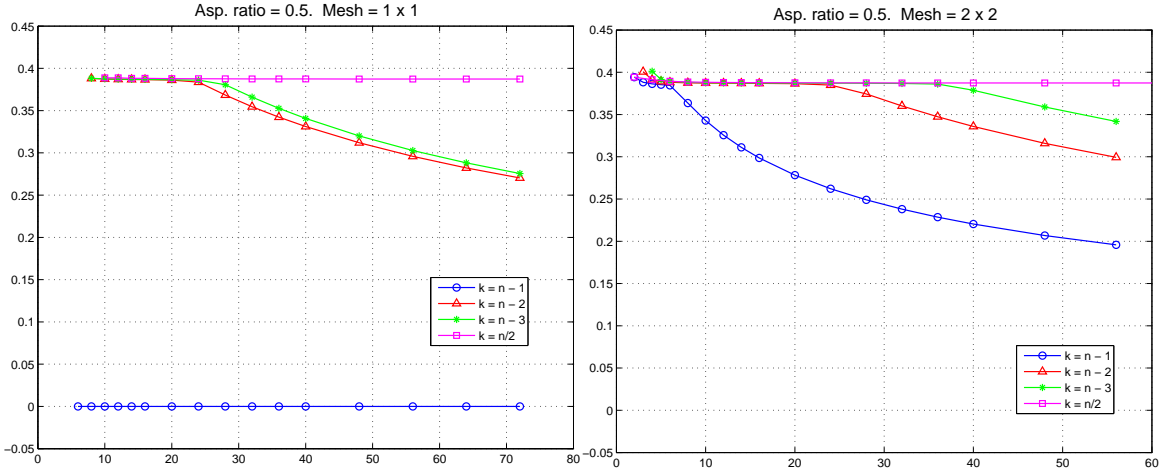 Asp. ratio = 0.5. Mesh = 1 x 1
0.45
0.4
0.35
0.3
0.25
0.2
0.15
0.1
0.05
0
−0.05
0 10 20 30 40 50 60 70 80
k = n − 1
k = n − 2
k = n − 3
k = n/2
Asp. ratio = 0.5. Mesh = 2 x 2
0.45
0.4
0.35
0.3
0.25
0.2
0.15
0.1
0.05
0
−0.05
0 10 20 30 40 50 60
k = n − 1
k = n − 2
k = n − 3
k = n/2